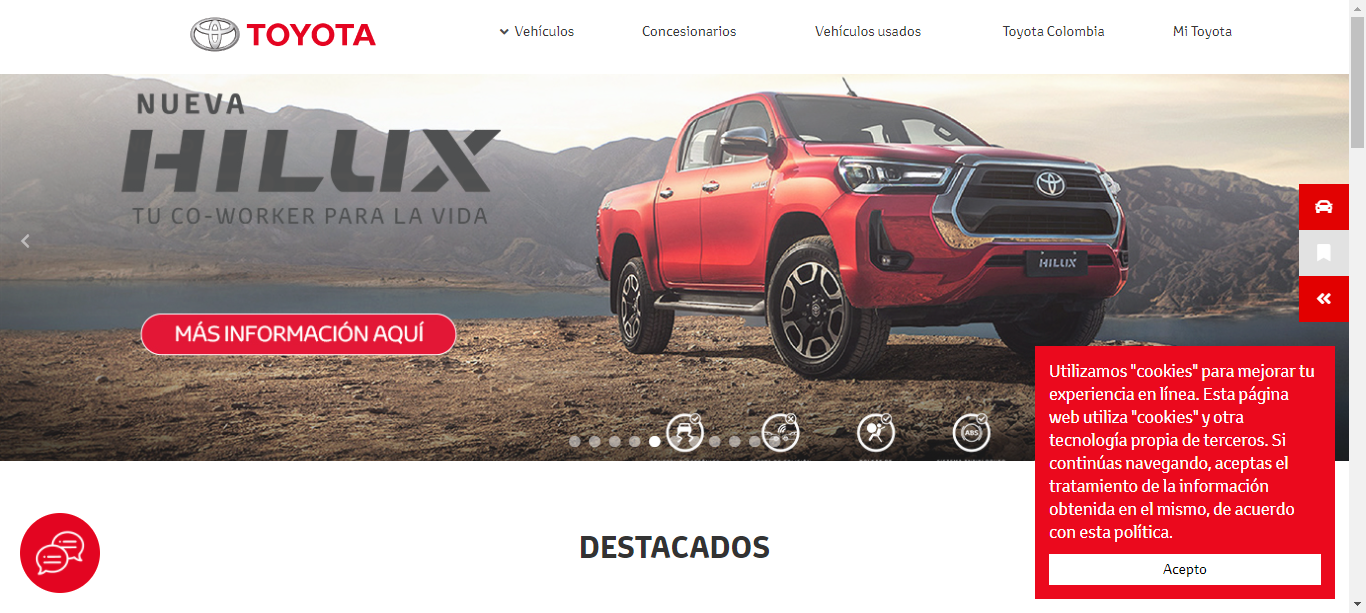 TOYOTA
Vehículos
Concesionarios
Vehículos usados
Toyota Colombia
Mi Toyota
NUEVA
HILUX
TU CO-WORKER PARA LA VIDA
MÁS INFORMACIÓN AQUÍ
HILUX
ABS
Utilizamos "cookies" para mejorar tu
experiencia en línea. Esta página
web utiliza "cookies" y otra
tecnología propia de terceros. Si
continúas navegando, aceptas el
tratamiento de la información
obtenida en el mismo, de acuerdo
con esta política.
Acepto
DESTACADOS